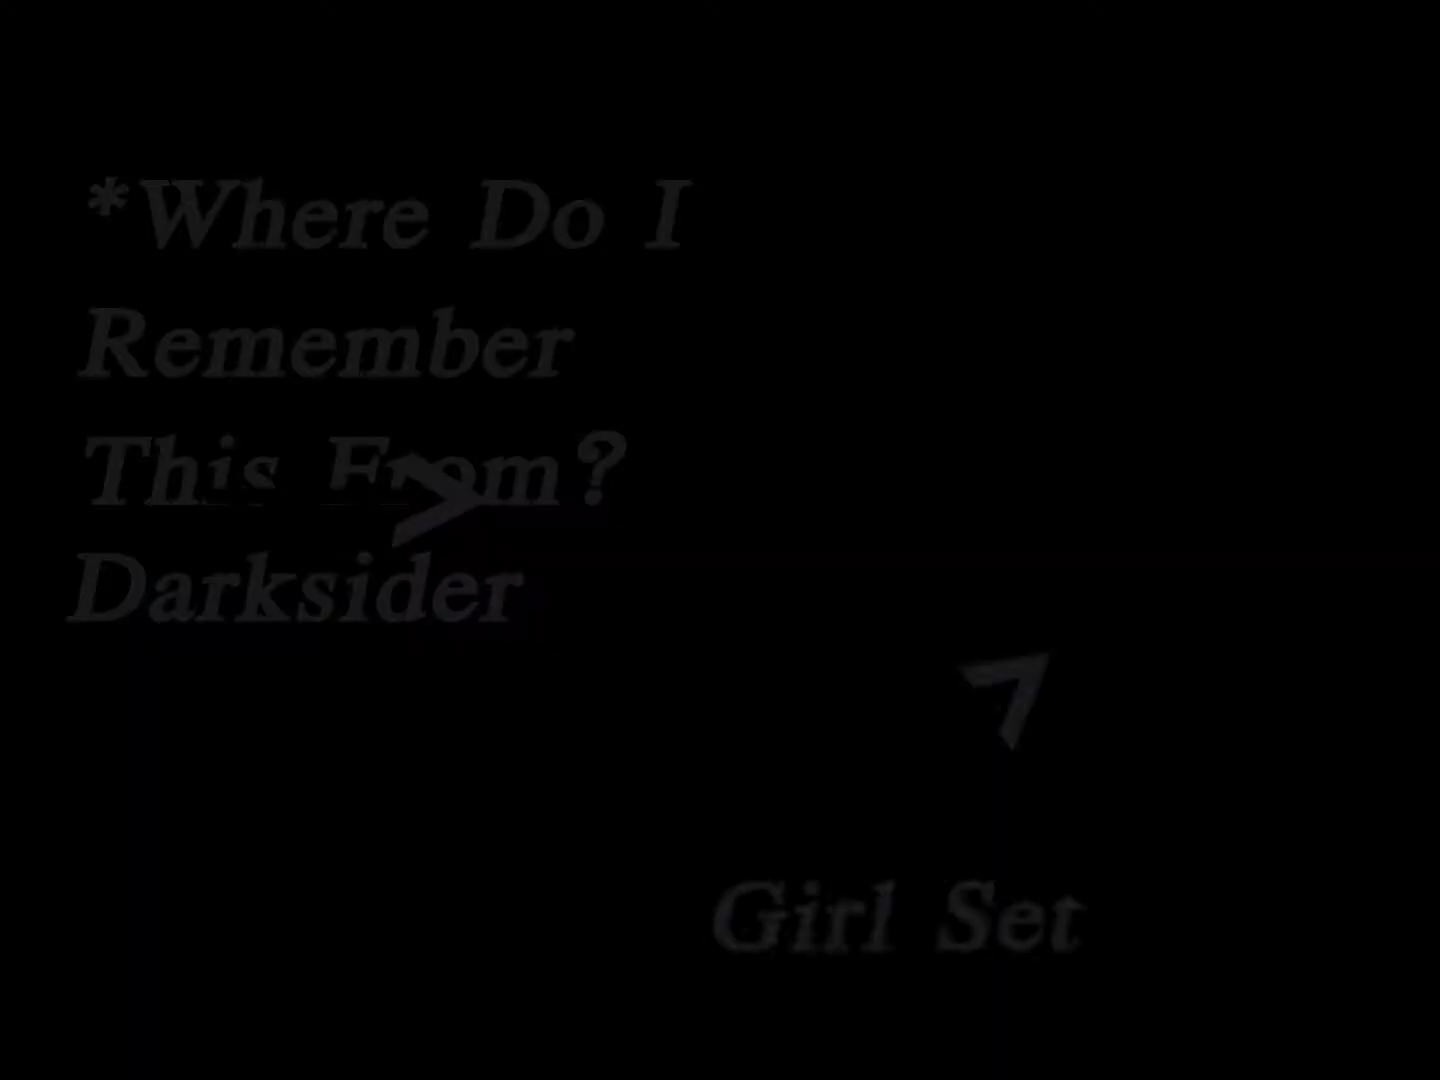 *Where Do I
Remember
This From?
Darksider
Girl Set